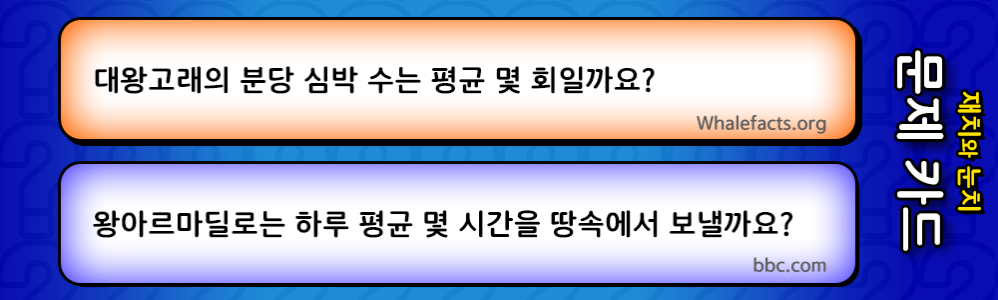 대왕고래의 분당 심박 수는 평균 몇 회일까요?
Whalefacts.org
왕아르마딜로는 하루 평균 몇 시간을 땅속에서 보낼까요?
bbc.com
재치와 눈치
문제 카드